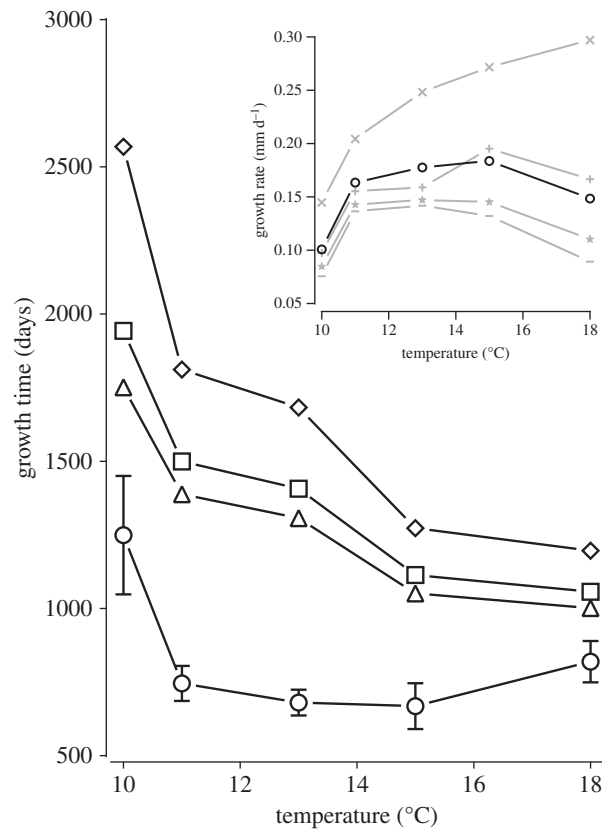 3000
2500
2000
1500
1000
500
growth time (days)
10 12 14 16 18
temperature (°C)
0.30
0.25
0.20
0.15
0.10
0.05
growth rate (mm d⁻¹)
10 12 14 16 18
temperature (°C)